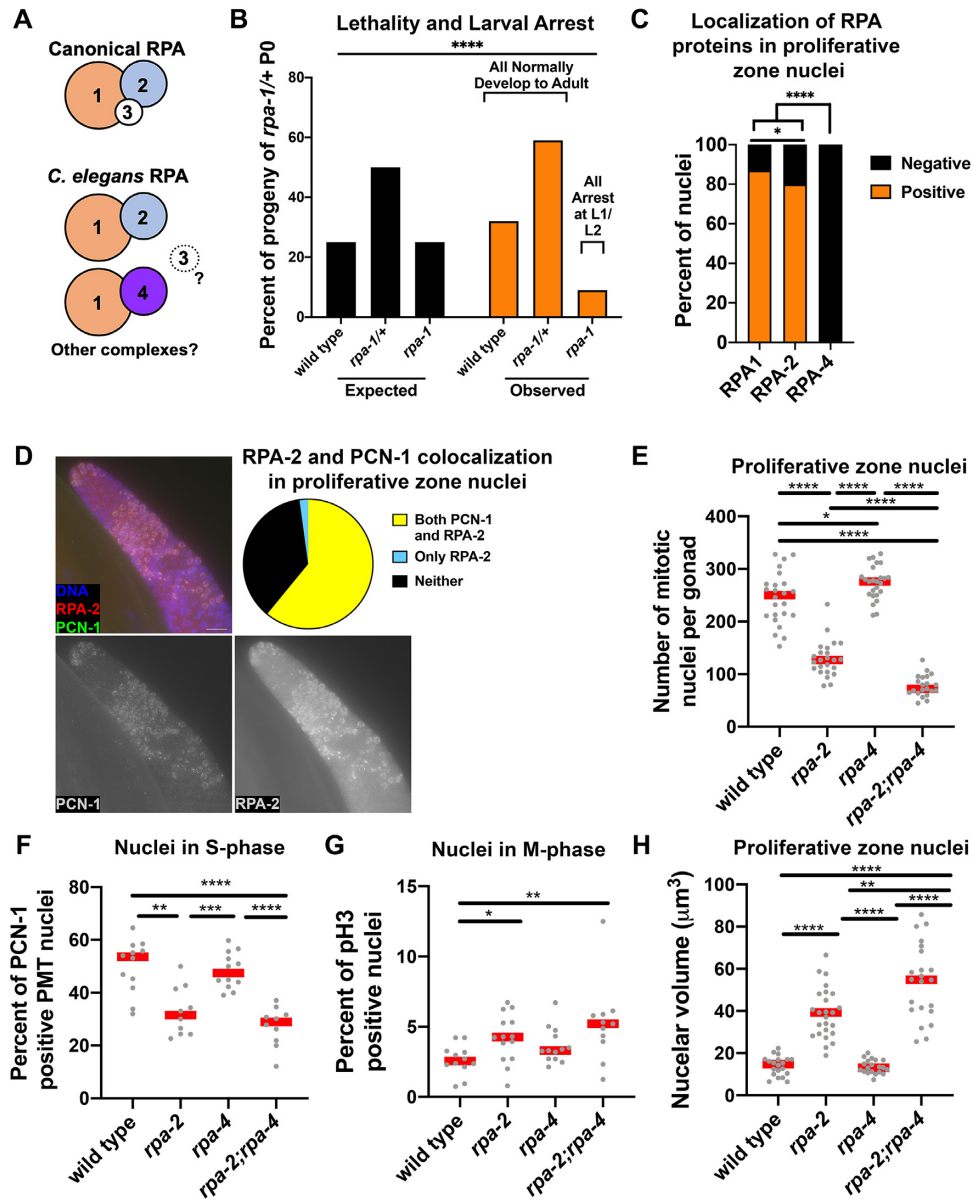 A
Canonical RPA
1
2
3
C. elegans RPA
1
2
3
?
1
4
Other complexes?
B
Lethality and Larval Arrest
****
All Normally
Develop to Adult
All
Arrest
at L1/
L2
Percent of progeny of rpa-1/+ P0
80
60
40
20
0
wild type
rpa-1/+
rpa-1
wild type
rpa-1/+
rpa-1
Expected
Observed
C
Localization of RPA
proteins in proliferative
zone nuclei
****
*
Percent of nuclei
100
80
60
40
20
0
RPA1
RPA-2
RPA-4
Negative
Positive
D
DNA
RPA-2
PCN-1
RPA-2 and PCN-1 colocalization
in proliferative zone nuclei
Both PCN-1
and RPA-2
Only RPA-2
Neither
PCN-1
RPA-2
E
Proliferative zone nuclei
**** **** ****
****
*
****
Number of mitotic
nuclei per gonad
400
300
200
100
0
wild type
rpa-2
rpa-4
rpa-2;rpa-4
F
Nuclei in S-phase
****
** *** ****
Percent of PCN-1
positive PMT nuclei
80
60
40
20
0
wild type
rpa-2
rpa-4
rpa-2;rpa-4
G
Nuclei in M-phase
**
*
Percent of pH3
positive nuclei
15
10
5
0
wild type
rpa-2
rpa-4
rpa-2;rpa-4
H
Proliferative zone nuclei
****
**
****
**** ****
Nucelar volume (μm3)
100
80
60
40
20
0
wild type
rpa-2
rpa-4
rpa-2;rpa-4